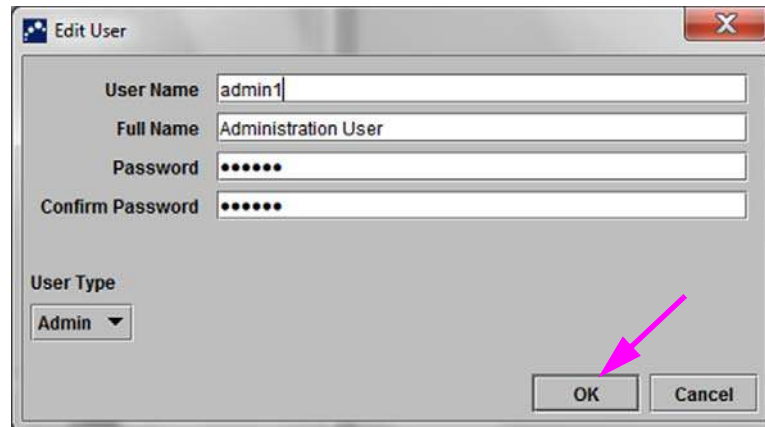 Edit User
User Name admin1
Full Name Administration User
Password ●●●●●●
Confirm Password ●●●●●●
User Type
Admin
OK Cancel